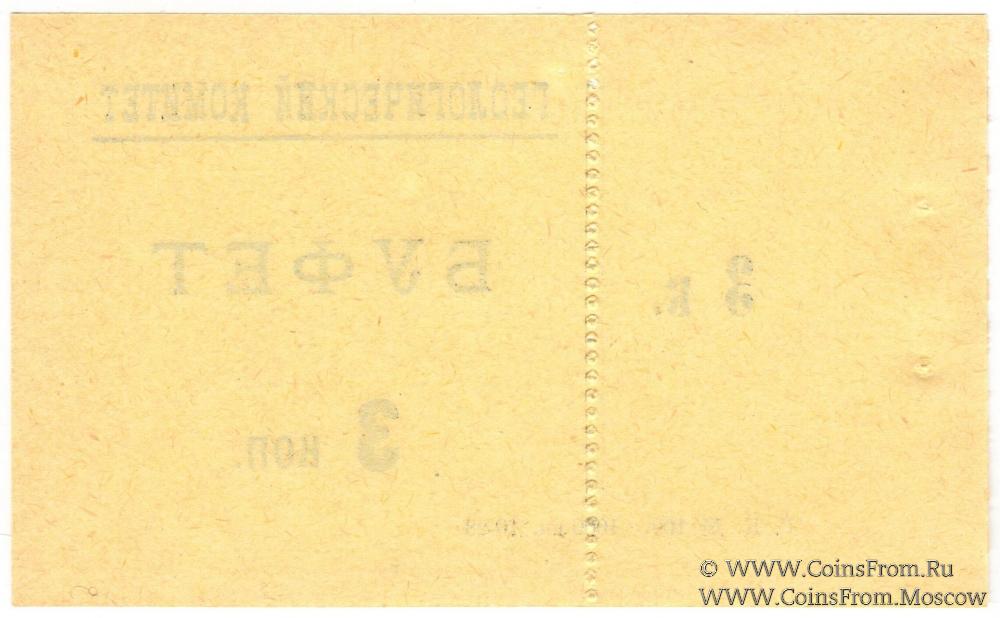 ГЕОЛОГИЧЕСКИЙ КОМИТЕТ
БУФЕТ
3 к.
3 коп.
© WWW.CoinsFrom.Ru
WWW.CoinsFrom.Moscow